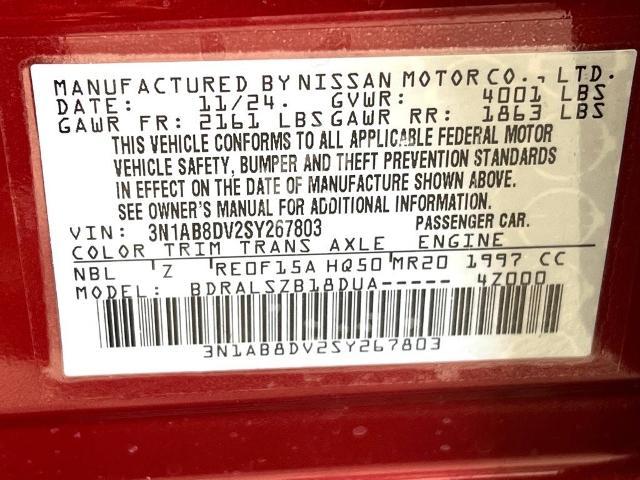 MANUFACTURED BY NISSAN MOTOR CO., LTD.
DATE: 11/24. GVWR: 4001 LBS
GAWR FR: 2161 LBS GAWR RR: 1863 LBS
THIS VEHICLE CONFORMS TO ALL APPLICABLE FEDERAL MOTOR
VEHICLE SAFETY, BUMPER AND THEFT PREVENTION STANDARDS
IN EFFECT ON THE DATE OF MANUFACTURE SHOWN ABOVE.
SEE OWNER'S MANUAL FOR ADDITIONAL INFORMATION.
VIN: 3N1AB8DV2SY267803 PASSENGER CAR.
COLOR TRIM TRANS AXLE ENGINE
NBL 'Z 'RE0F15A HQ50 MR20 1997 CC
MODEL: BDRALSZB18DUA----- 4Z000
3N1AB8DV2SY267803